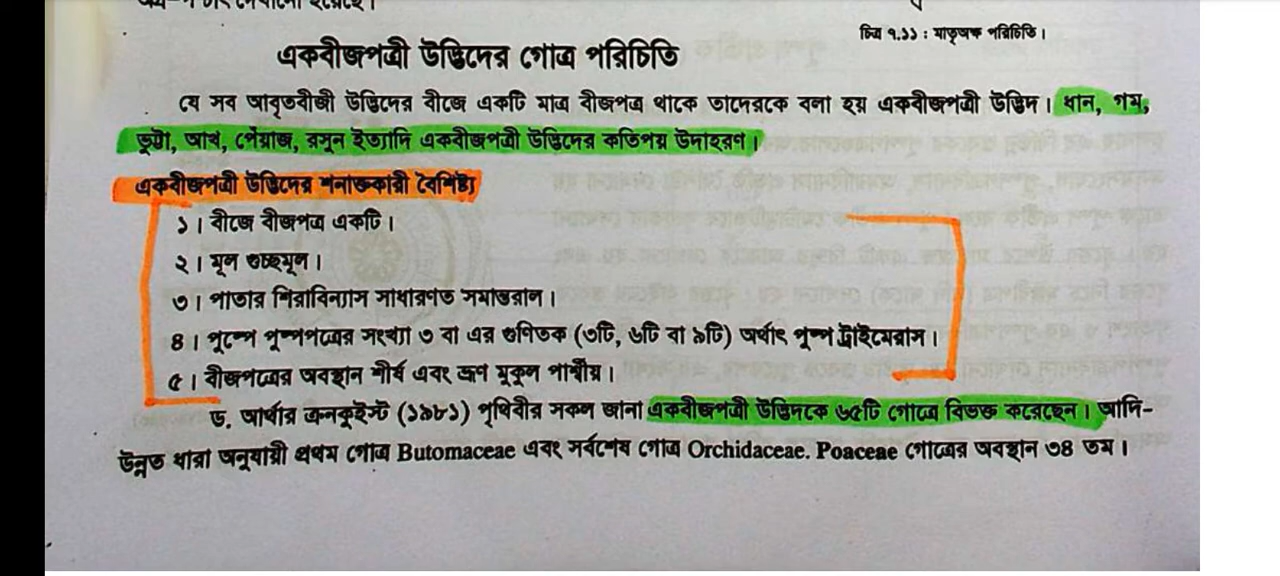 চিত্র ৭.১১ : মাতৃঅক্ষ পরিচিতি।
একবীজপত্রী উদ্ভিদের গোত্র পরিচিতি
যে সব আবৃতবীজী উদ্ভিদের বীজে একটি মাত্র বীজপত্র থাকে তাদেরকে বলা হয় একবীজপত্রী উদ্ভিদ। ধান, গম,
ভুট্টা, আখ, পেঁয়াজ, রসুন ইত্যাদি একবীজপত্রী উদ্ভিদের কতিপয় উদাহরণ।
একবীজপত্রী উদ্ভিদের শনাক্তকারী বৈশিষ্ট্য
১। বীজে বীজপত্র একটি।
২। মূল গুচ্ছমূল।
৩। পাতার শিরাবিন্যাস সাধারণত সমান্তরাল।
৪। পুষ্পে পুষ্পপত্রের সংখ্যা ৩ বা এর গুণিতক (৩টি, ৬টি বা ৯টি) অর্থাৎ পুষ্প ট্রাইমেরাস।
৫। বীজপত্রের অবস্থান শীর্ষ এবং ভ্রূণ মুকুল পার্শ্বীয়।
ড. আর্থার ক্রনকুইস্ট (১৯৮১) পৃথিবীর সকল জানা একবীজপত্রী উদ্ভিদকে ৬৫টি গোত্রে বিভক্ত করেছেন। আদি-
উন্নত ধারা অনুযায়ী প্রথম গোত্র Butomaceae এবং সর্বশেষ গোত্র Orchidaceae. Poaceae গোত্রের অবস্থান ৩৪ তম।